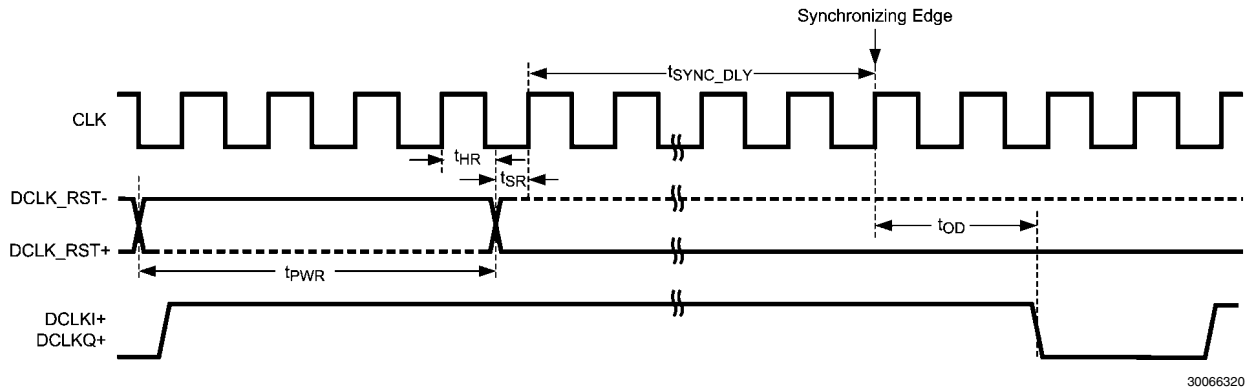 Synchronizing Edge
tSYNC_DLY
CLK
tHR
tSR
DCLK_RST-
tOD
DCLK_RST+
tPWR
DCLKI+
DCLKQ+
30066320